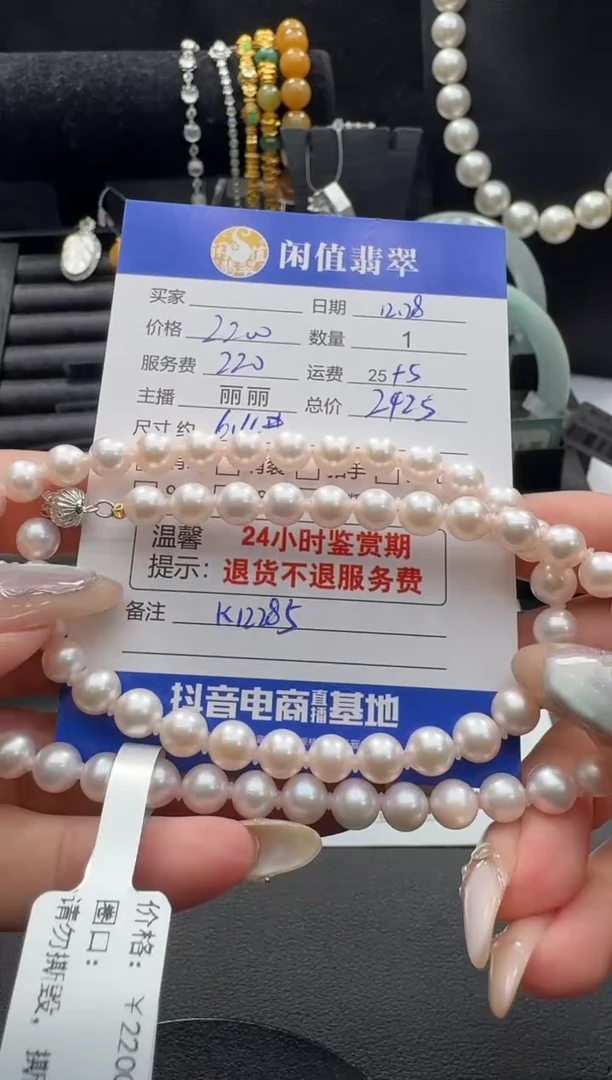 闲值翡翠
买家 日期 12.28
价格 2200 数量 1
服务费 220 运费 25+5
主播 丽丽 总价 2425
尺寸 约
温馨 24小时鉴赏期
提示：退货不退服务费
备注 K12285
抖音电商直播基地
价格：￥2200
圈口：
请勿撕毁，